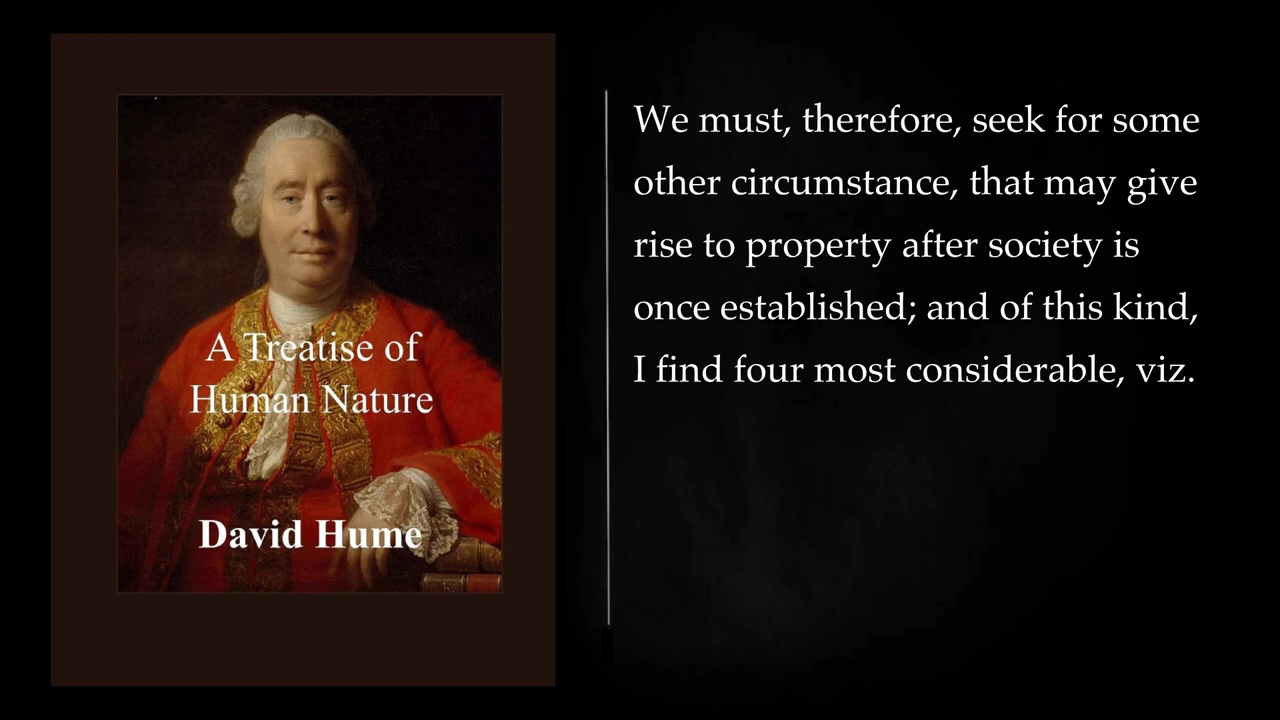 A Treatise of
Human Nature
David Hume
We must, therefore, seek for some
other circumstance, that may give
rise to property after society is
once established; and of this kind,
I find four most considerable, viz.